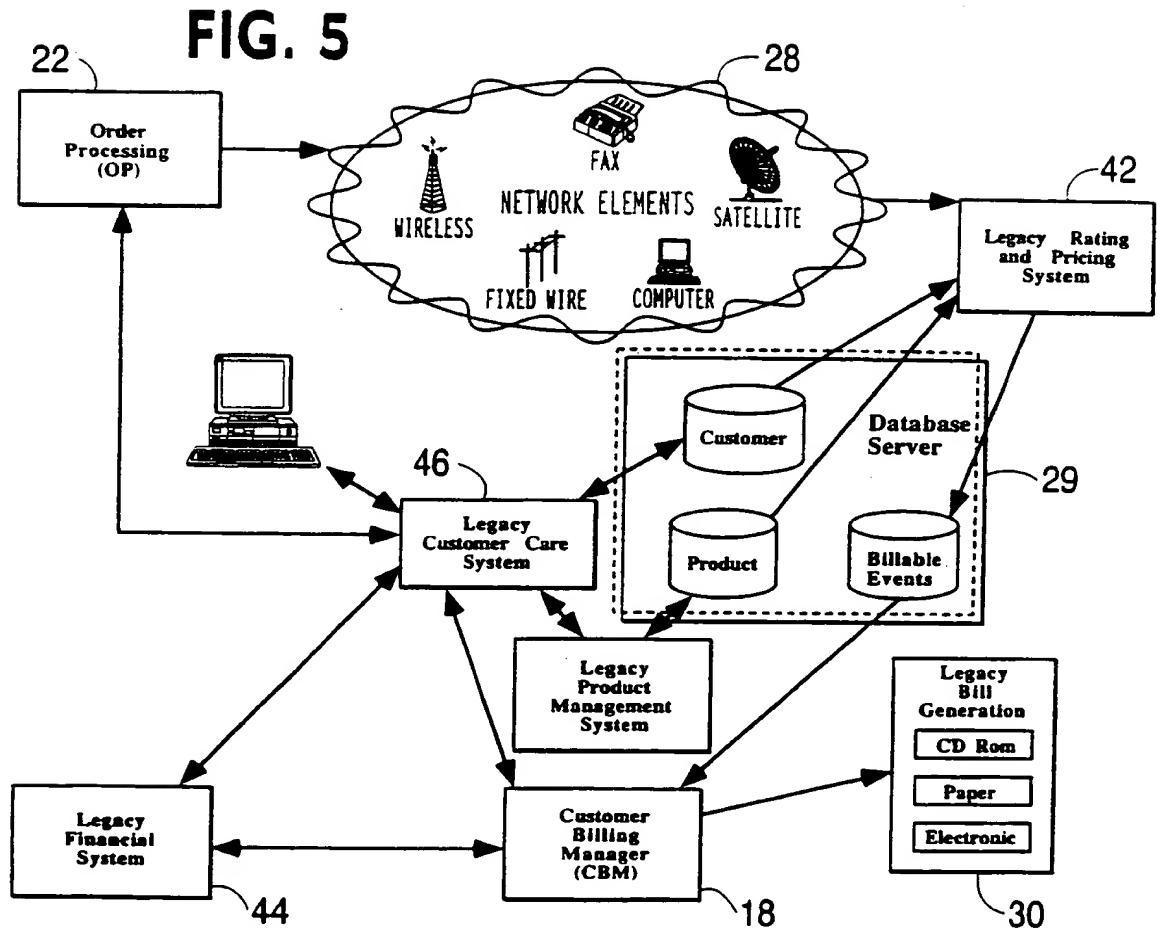 FIG. 5
22
Order
Processing
(OP)
28
FAX
NETWORK ELEMENTS
WIRELESS
SATELLITE
FIXED WIRE
COMPUTER
42
Legacy Rating
and Pricing
System
Customer
Database
Server
29
46
Legacy
Customer Care
System
Product
Billable
Events
Legacy
Product
Management
System
Legacy
Bill
Generation
CD Rom
Paper
Electronic
30
Legacy
Financial
System
44
Customer
Billing
Manager
(CBM)
18